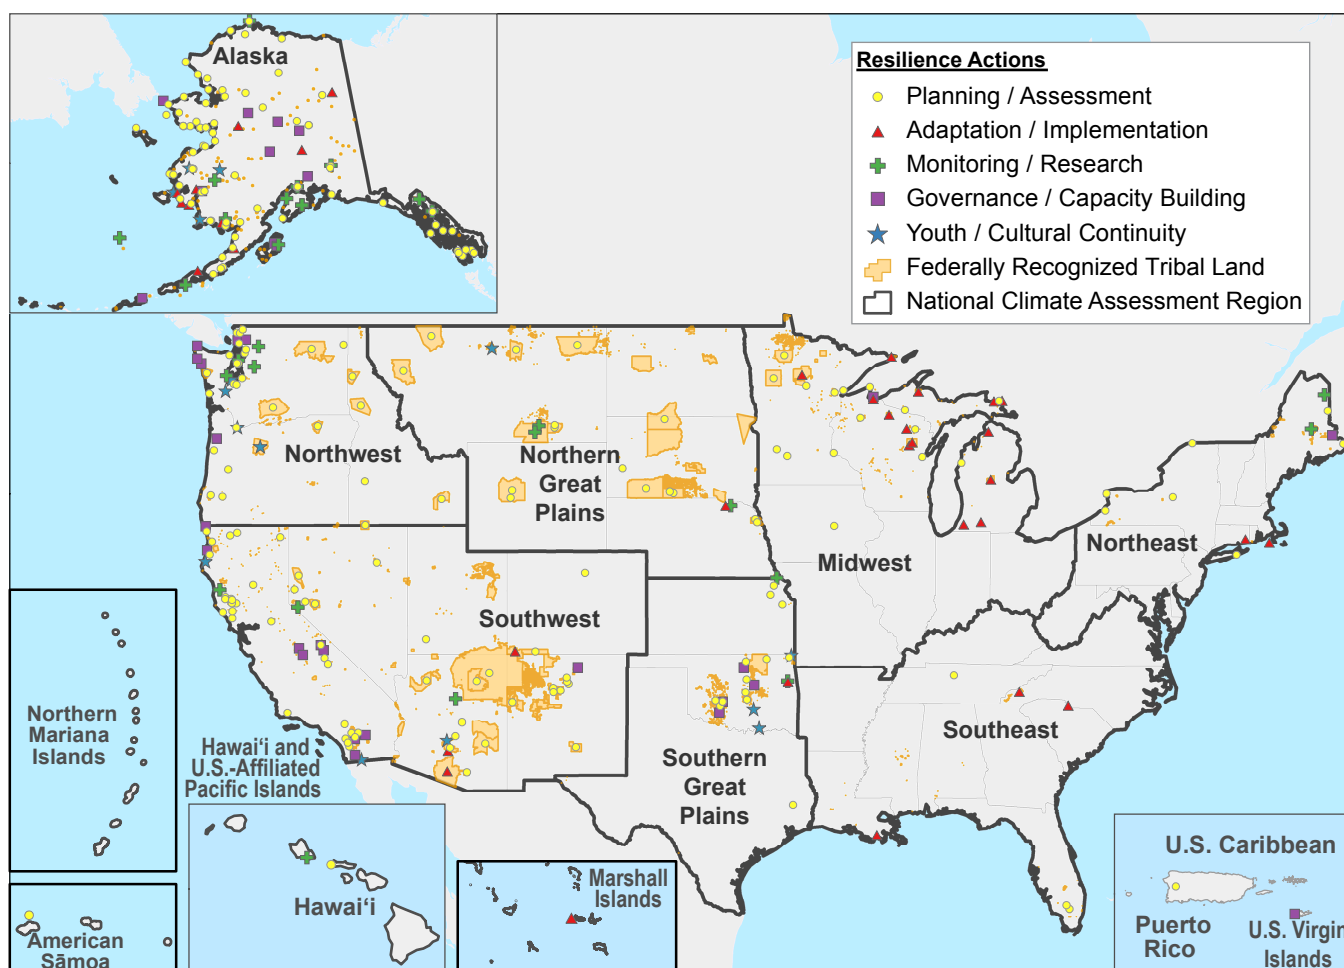 Alaska
Resilience Actions
Planning / Assessment
Adaptation / Implementation
Monitoring / Research
Governance / Capacity Building
Youth / Cultural Continuity
Federally Recognized Tribal Land
National Climate Assessment Region
Northwest
Northern
Great
Plains
Midwest
Northeast
Southwest
Southeast
Southern
Great
Plains
Northern
Mariana
Islands
Hawai‘i and
U.S.-Affiliated
Pacific Islands
American
Sāmoa
Hawai‘i
Marshall
Islands
U.S. Caribbean
Puerto
Rico
U.S. Virgin
Islands